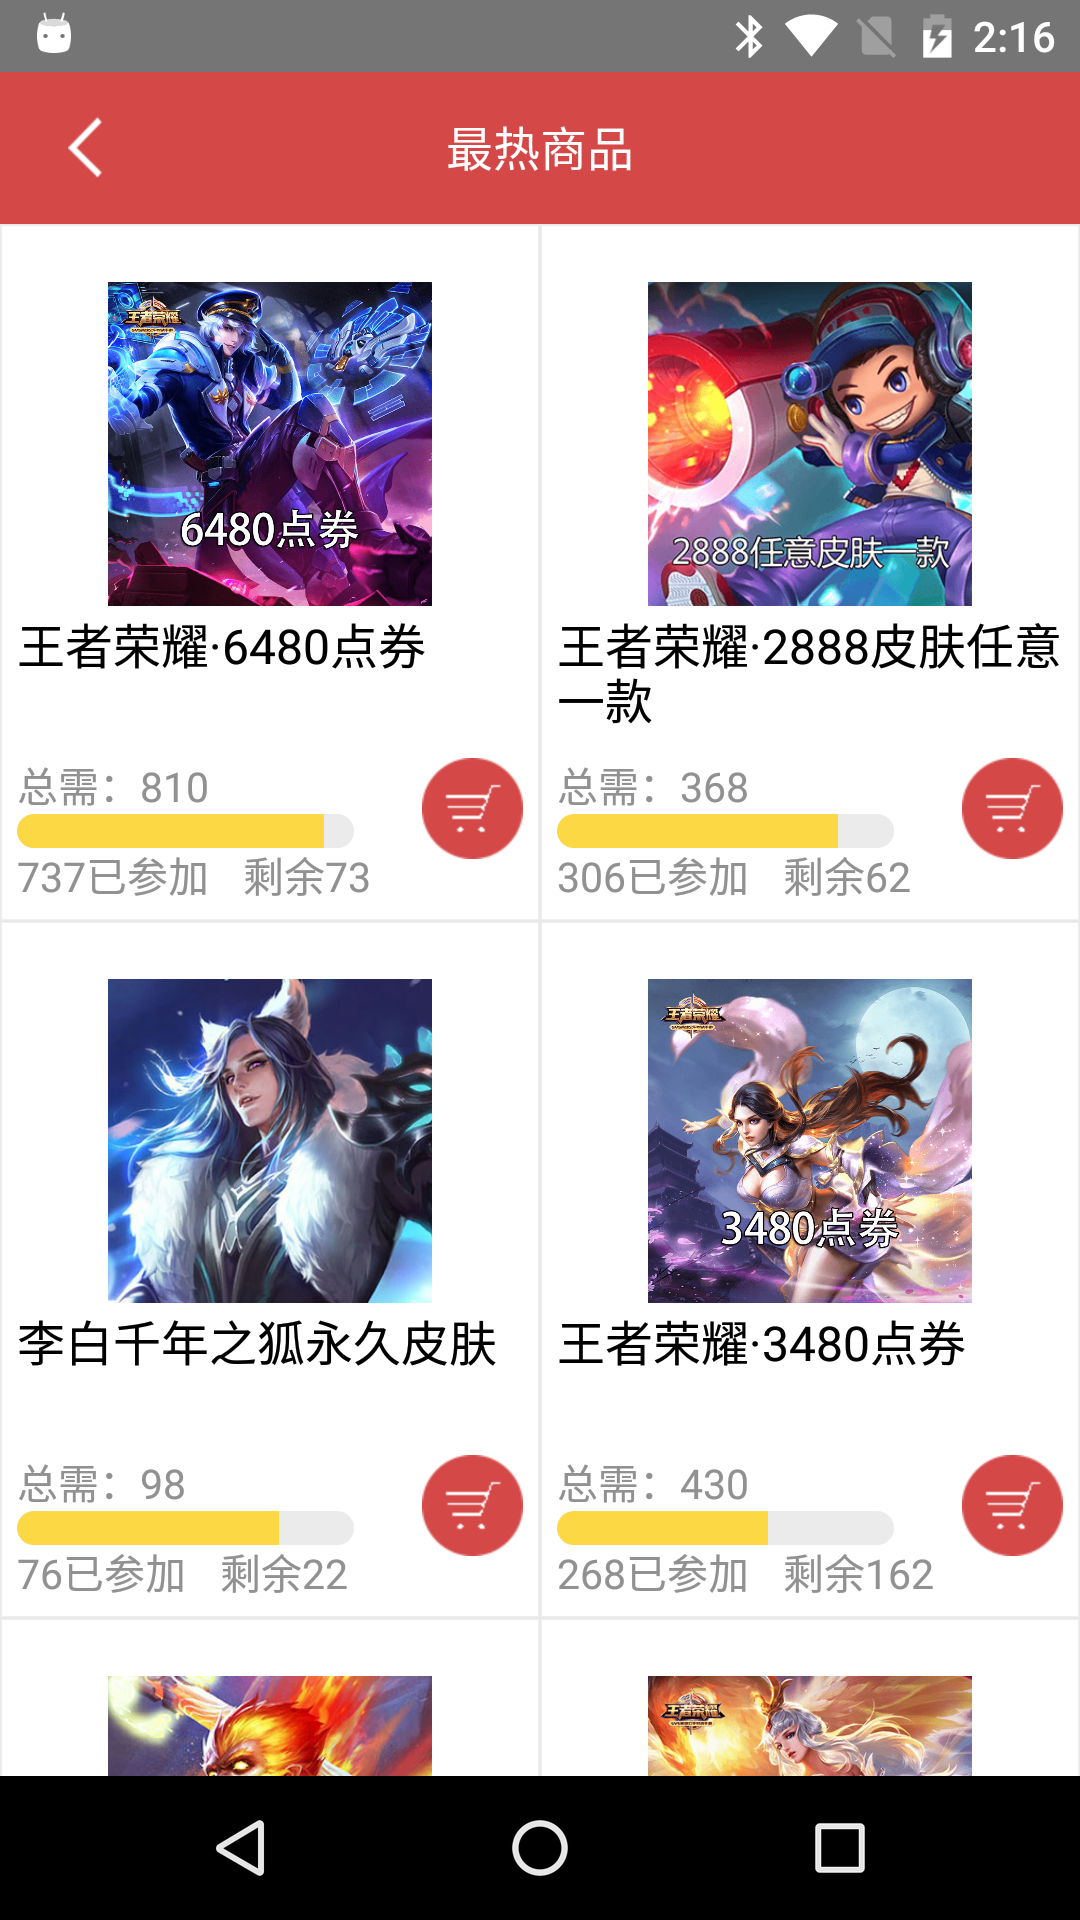 2:16
最热商品
王者荣耀
6480点券
2888任意皮肤一款
王者荣耀·6480点券
王者荣耀·2888皮肤任意
一款
总需：810
总需：368
737已参加 剩余73
306已参加 剩余62
王者荣耀
3480点券
李白千年之狐永久皮肤
王者荣耀·3480点券
总需：98
总需：430
76已参加 剩余22
268已参加 剩余162
王者荣耀